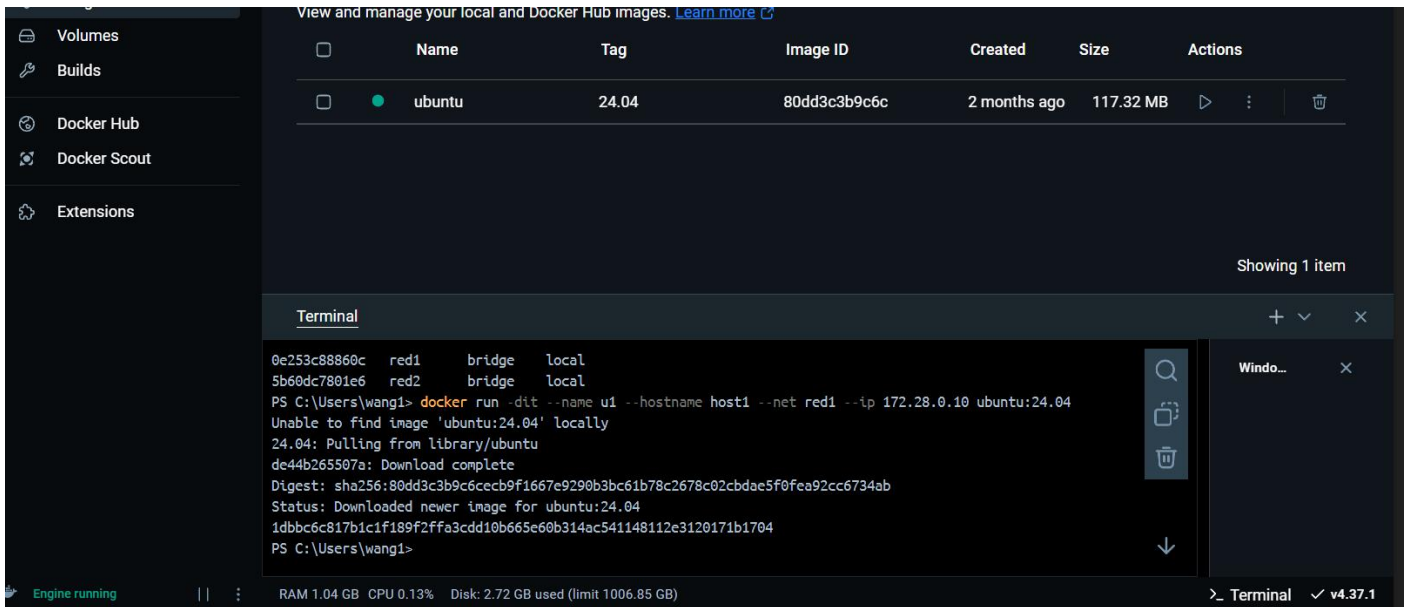 View and manage your local and Docker Hub images. Learn more
Volumes
Builds
Docker Hub
Docker Scout
Extensions
Name Tag Image ID Created Size Actions
ubuntu 24.04 80dd3c3b9c6c 2 months ago 117.32 MB
Showing 1 item
Terminal
0e253c88860c red1 bridge local
5b60dc7801e6 red2 bridge local
PS C:\Users\wang1> docker run -dit --name u1 --hostname host1 --net red1 --ip 172.28.0.10 ubuntu:24.04
Unable to find image 'ubuntu:24.04' locally
24.04: Pulling from library/ubuntu
de44b265507a: Download complete
Digest: sha256:80dd3c3b9c6cecb9f1667e9290b3bc61b78c2678c02cbdae5f0fea92cc6734ab
Status: Downloaded newer image for ubuntu:24.04
1dbbc6c817b1c1f189f2ffa3cdd10b665e60b314ac541148112e3120171b1704
PS C:\Users\wang1>
Windo...
Engine running
RAM 1.04 GB CPU 0.13% Disk: 2.72 GB used (limit 1006.85 GB)
>_ Terminal v4.37.1